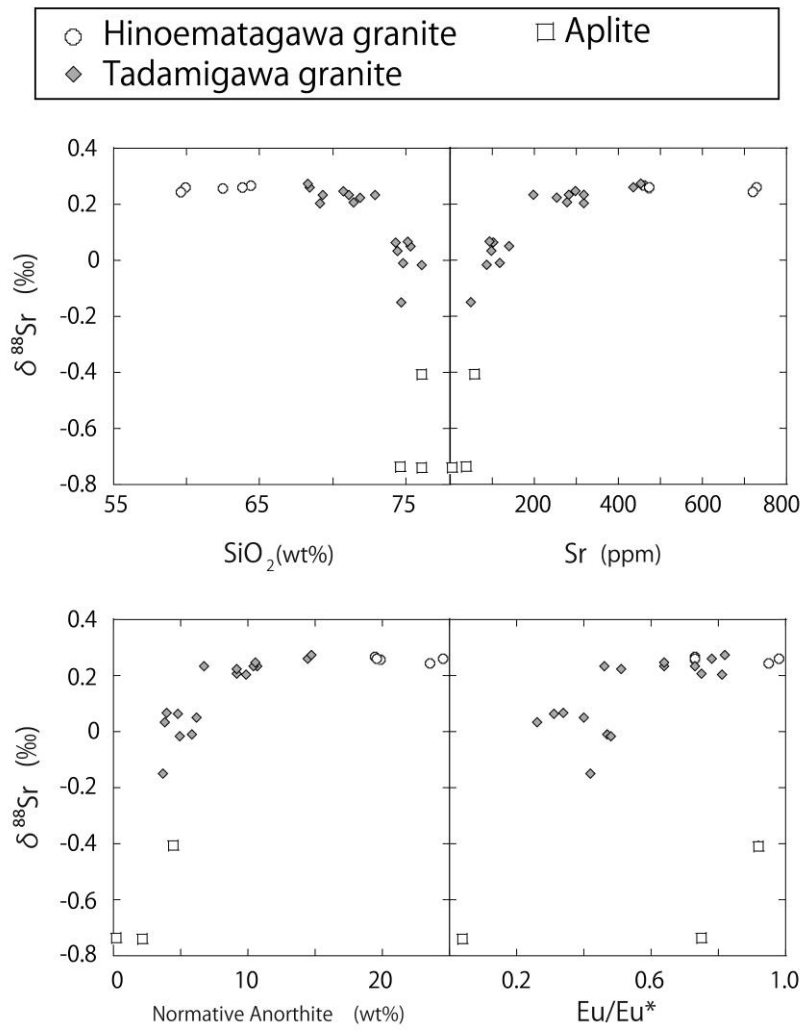 Hinoematagawa granite Aplite
Tadamigawa granite
0.4
0.2
0
-0.2
-0.4
-0.6
-0.8
δ 88Sr (‰)
55 65 75 200 400 600 800
SiO2(wt%) Sr (ppm)
0.4
0.2
0
-0.2
-0.4
-0.6
-0.8
δ 88Sr (‰)
0 10 20 0.2 0.6 1.0
Normative Anorthite (wt%) Eu/Eu*